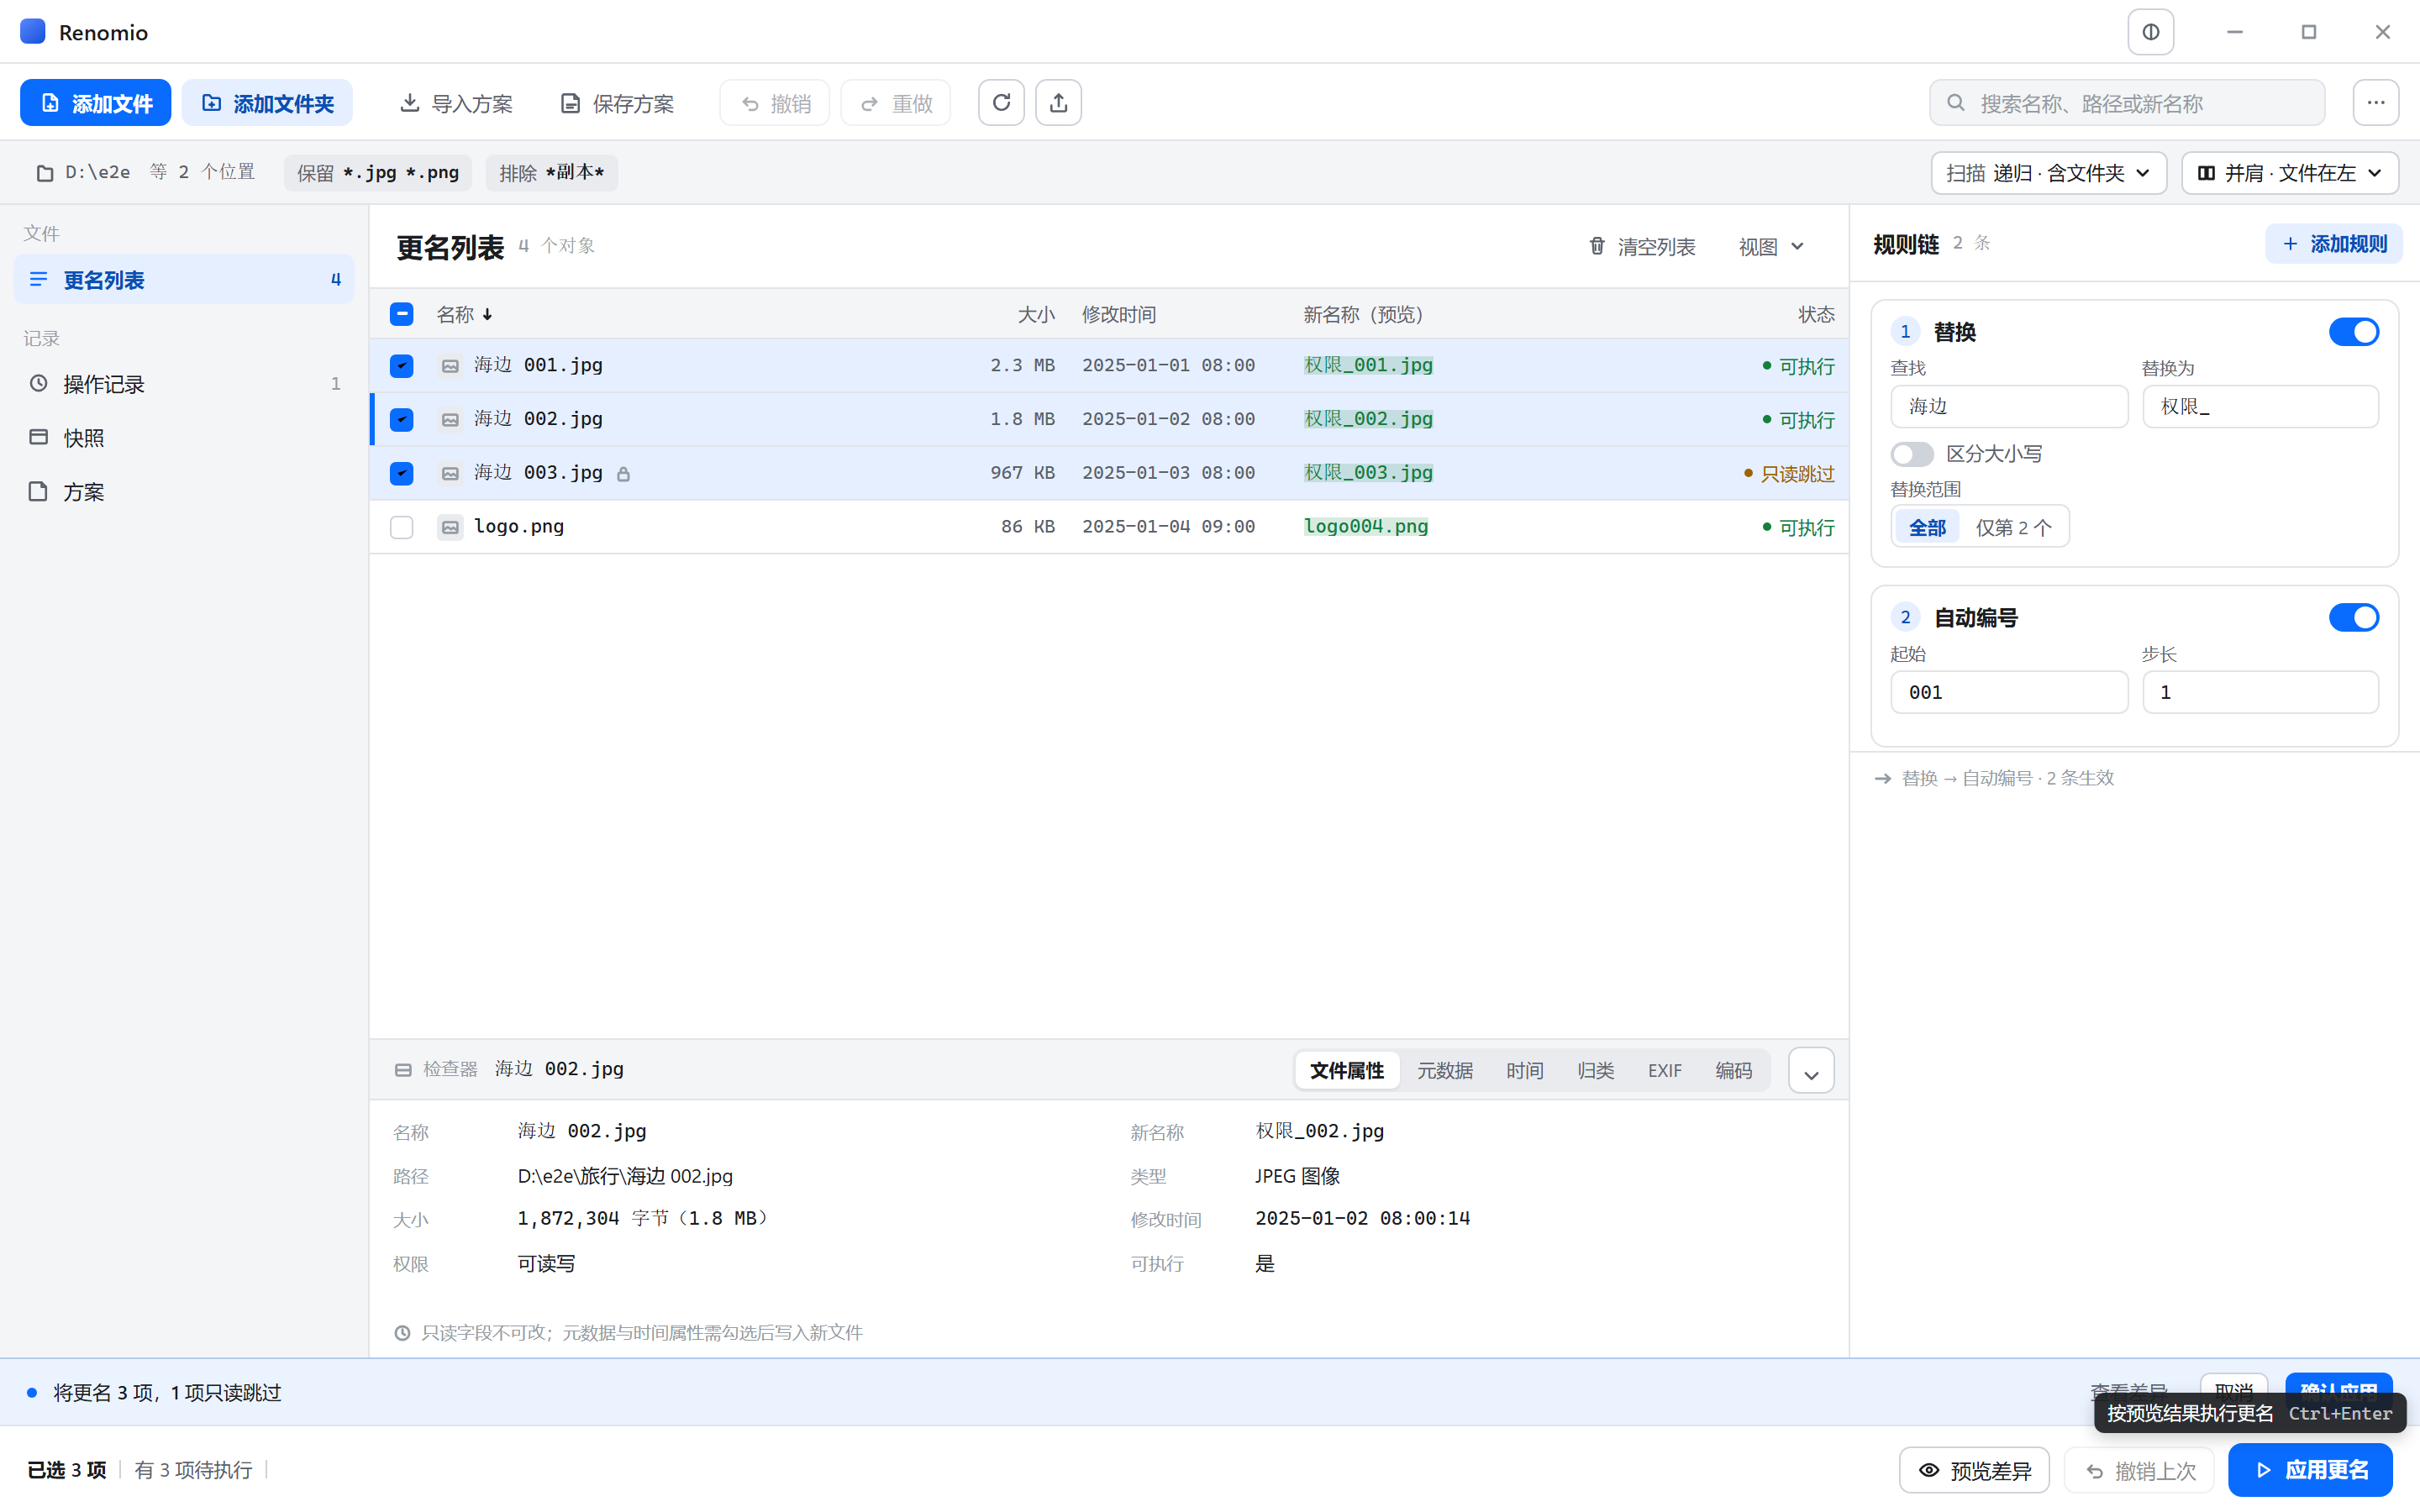 Renomio
添加文件 添加文件夹 导入方案 保存方案 撤销 重做 搜索名称、路径或新名称
D:\e2e 等 2 个位置 保留 *.jpg *.png 排除 *副本* 扫描 递归 · 含文件夹 并肩 · 文件在左
文件
更名列表 4
记录
操作记录 1
快照
方案
更名列表 4 个对象 清空列表 视图
名称 大小 修改时间 新名称（预览） 状态
海边 001.jpg 2.3 MB 2025-01-01 08:00 权限_001.jpg 可执行
海边 002.jpg 1.8 MB 2025-01-02 08:00 权限_002.jpg 可执行
海边 003.jpg 967 KB 2025-01-03 08:00 权限_003.jpg 只读跳过
logo.png 86 KB 2025-01-04 09:00 logo004.png 可执行
检查器 海边 002.jpg 文件属性 元数据 时间 归类 EXIF 编码
名称 海边 002.jpg 新名称 权限_002.jpg
路径 D:\e2e\旅行\海边 002.jpg 类型 JPEG 图像
大小 1,872,304 字节（1.8 MB） 修改时间 2025-01-02 08:00:14
权限 可读写 可执行 是
只读字段不可改；元数据与时间属性需勾选后写入新文件
规则链 2 条 添加规则
1 替换
查找 替换为
海边 权限_
区分大小写
替换范围
全部 仅第 2 个
2 自动编号
起始 步长
001 1
替换 → 自动编号 · 2 条生效
将更名 3 项，1 项只读跳过 查看差异 取消 确认应用
按预览结果执行更名 Ctrl+Enter
已选 3 项 有 3 项待执行 预览差异 撤销上次 应用更名